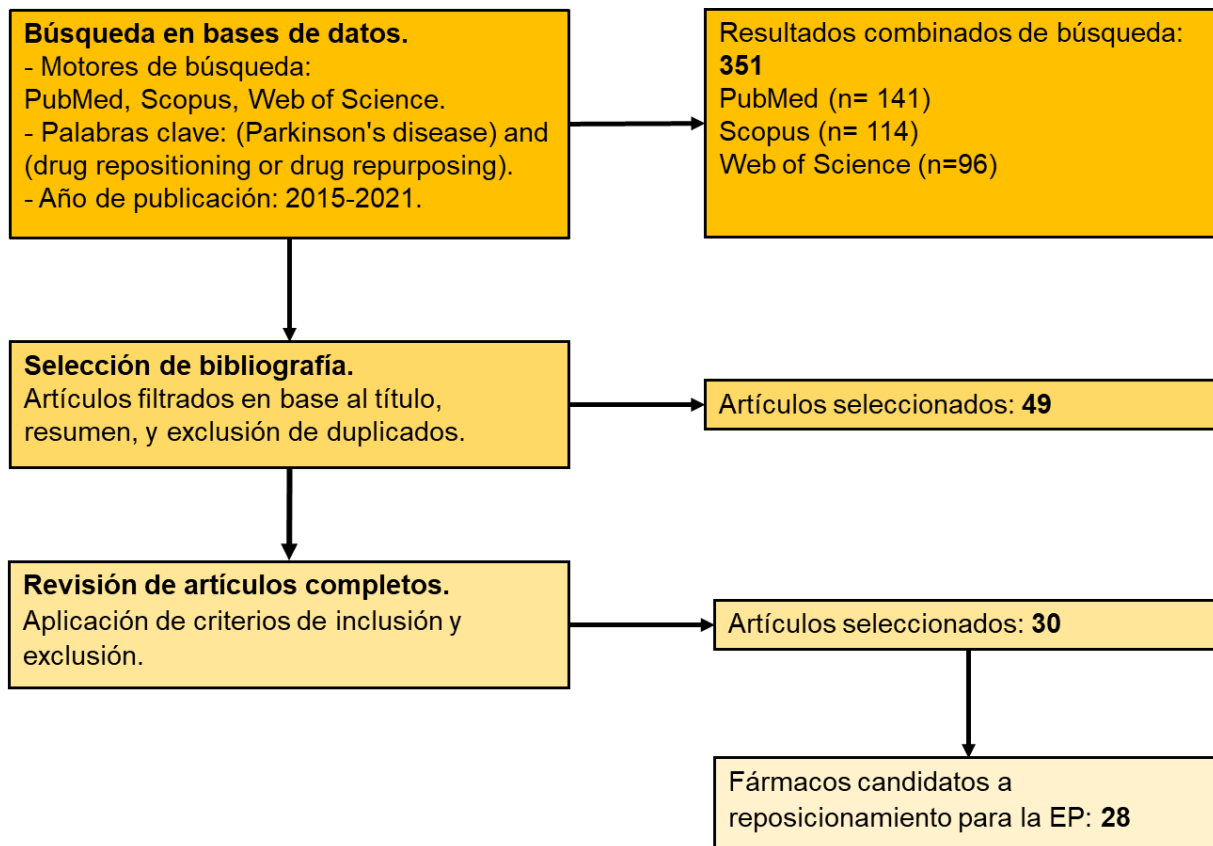 Búsqueda en bases de datos.
- Motores de búsqueda:
PubMed, Scopus, Web of Science.
- Palabras clave: (Parkinson's disease) and
(drug repositioning or drug repurposing).
- Año de publicación: 2015-2021.
Resultados combinados de búsqueda:
351
PubMed (n= 141)
Scopus (n= 114)
Web of Science (n=96)
Selección de bibliografía.
Artículos filtrados en base al título,
resumen, y exclusión de duplicados.
Artículos seleccionados: 49
Revisión de artículos completos.
Aplicación de criterios de inclusión y
exclusión.
Artículos seleccionados: 30
Fármacos candidatos a
reposicionamiento para la EP: 28